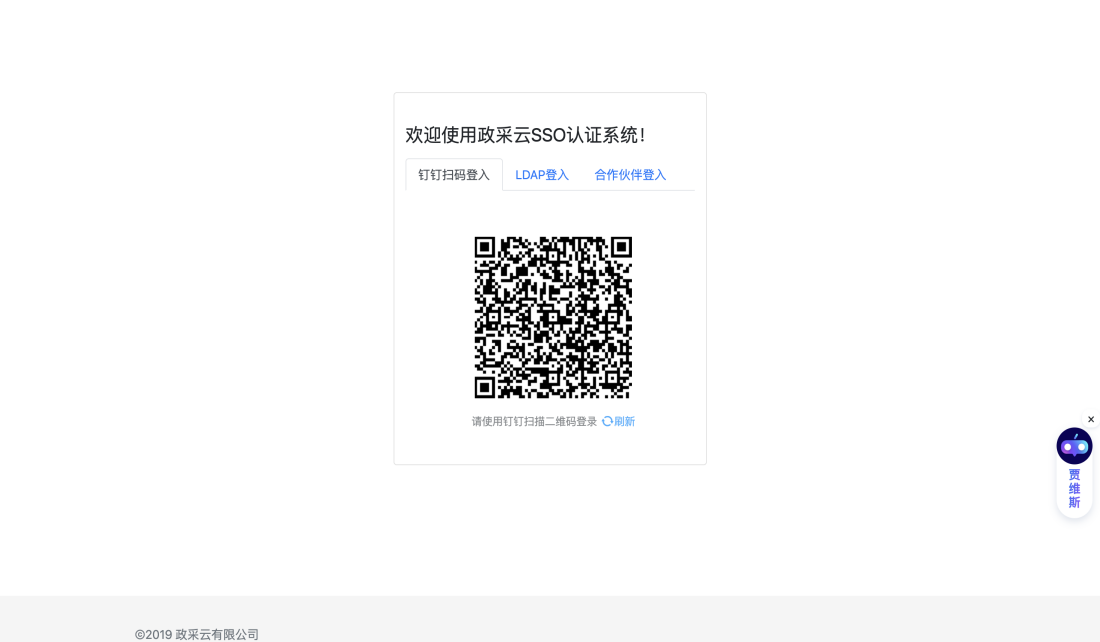 欢迎使用政采云SSO认证系统！
钉钉扫码登入 LDAP登入 合作伙伴登入
请使用钉钉扫描二维码登录 刷新
贾维斯
©2019 政采云有限公司